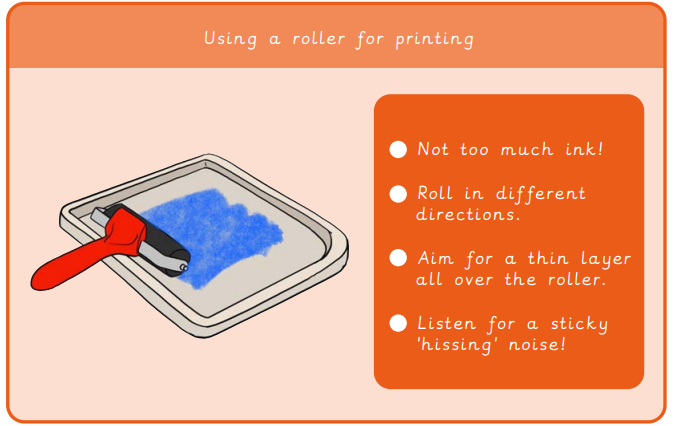 Using a roller for printing
Not too much ink!
Roll in different
directions.
Aim for a thin layer
all over the roller.
Listen for a sticky
'hissing' noise!